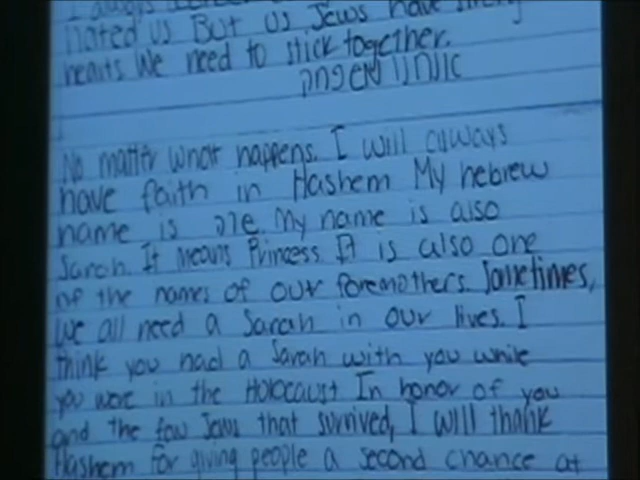 hated us But us Jews have
hearts We need to stick together.
No matter what happens. I will always
have faith in Hashem My hebrew
name is שרה. My name is also
Sarah. It means Princess It is also one
of the names of our foremothers. Sometimes,
we all need a Sarah in our lives. I
think you had a Sarah with you while
you were in the Holocaust In honor of you
and the few Jews that survived, I will thank
Hashem for giving people a second chance at